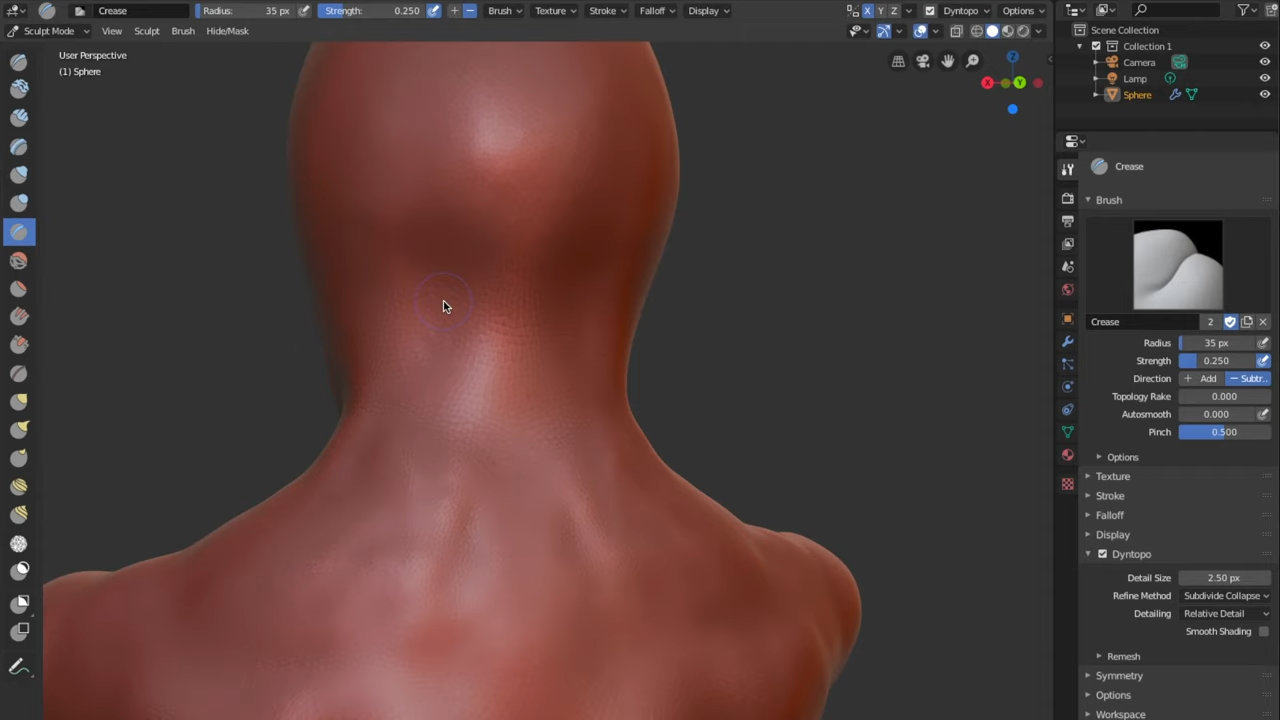 Crease Radius: 35 px Strength: 0.250 Brush Texture Stroke Falloff Display X Y Z Dyntopo Options
Sculpt Mode View Sculpt Brush Hide/Mask
User Perspective
(1) Sphere
Z
X Y
Scene Collection
Collection 1
Camera
Lamp
Sphere
Crease
Brush
Crease 2
Radius 35 px
Strength 0.250
Direction Add Subtr..
Topology Rake 0.000
Autosmooth 0.000
Pinch 0.500
Options
Texture
Stroke
Falloff
Display
Dyntopo
Detail Size 2.50 px
Refine Method Subdivide Collapse
Detailing Relative Detail
Smooth Shading
Remesh
Symmetry
Options
Workspace